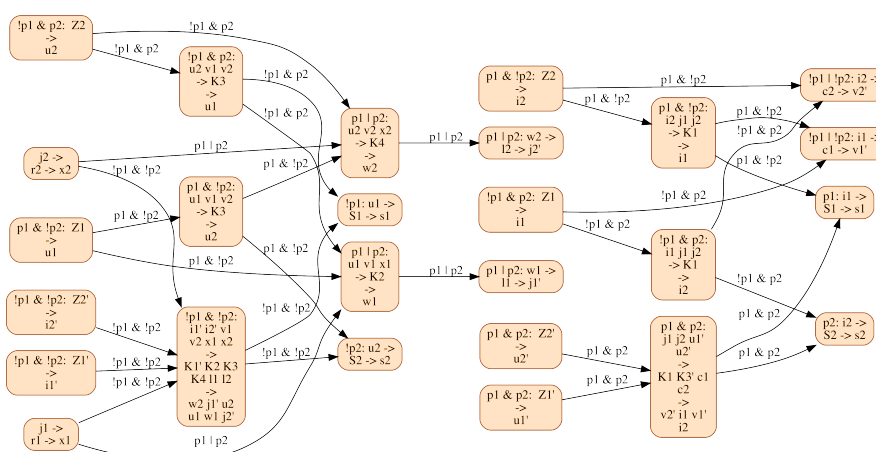 !p1 & p2: Z2
->
u2
!p1 & p2
!p1 & p2
!p1 & p2:
u2 v1 v2
-> K3
->
u1
!p1 & p2
!p1 & p2
p1 | p2:
u2 v2 x2
-> K4
->
w2
p1 | p2
j2 ->
r2 -> x2
p1 | p2
!p1 & !p2
p1 & !p2:
u1 v1 v2
-> K3
->
u2
p1 & !p2
p1 & !p2
!p1: u1 ->
S1 -> s1
p1 & !p2: Z1
->
u1
p1 & !p2
p1 & p2
!p1 & !p2
p1 | p2:
u1 v1 x1
-> K2
->
w1
p1 | p2
!p1 & !p2: Z2'
->
i2'
!p1 & !p2
!p1 & !p2: Z1'
->
i1'
!p1 & !p2
!p1 & !p2
!p1 & !p2:
i1' i2' v1
v2 x1 x2
->
K1' K2 K3
K4 l1 l2
->
w2 j1' u2
u1 w1 j2'
!p1 & !p2
!p2: u2 ->
S2 -> s2
j1 ->
r1 -> x1
p1 | p2
p1 & !p2: Z2
->
i2
p1 & !p2
p1 & !p2
p1 & !p2:
i2 j1 j2
-> K1
->
i1
p1 & !p2
p1 & !p2
!p1 & p2
!p1 | !p2: i2 ->
c2 -> v2'
p1 | p2: w2 ->
l2 -> j2'
!p1 | !p2: i1 ->
c1 -> v1'
!p1 & p2: Z1
->
i1
!p1 & p2
!p1 & p2
p1: i1 ->
S1 -> s1
!p1 & p2:
i1 j1 j2
-> K1
->
i2
!p1 & p2
p1 | p2: w1 ->
l1 -> j1'
p1 & p2
p1 & p2: Z2'
->
u2'
p1 & p2
p1 & p2: Z1'
->
u1'
p1 & p2
p1 & p2:
j1 j2 u1'
u2'
->
K1 K3' c1
c2
->
v2' i1 v1'
i2
p1 & p2
p2: i2 ->
S2 -> s2